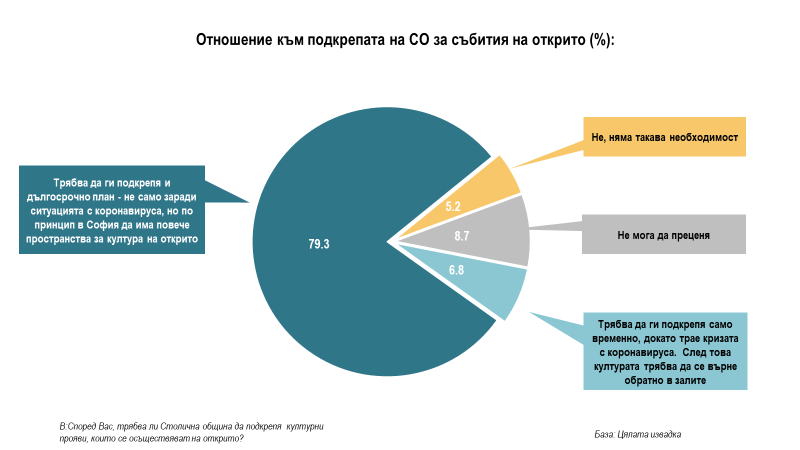 Отношение към подкрепата на СО за събития на открито (%):
Трябва да ги подкрепя и
дългосрочно план - не само заради
ситуацията с коронавируса, но по
принцип в София да има повече
пространства за култура на открито
79.3
5.2
8.7
6.8
Не, няма такава необходимост
Не мога да преценя
Трябва да ги подкрепя само
временно, докато трае кризата
с коронавируса. След това
културата трябва да се върне
обратно в залите
В:Според Вас, трябва ли Столична община да подкрепя културни
прояви, които се осъществяват на открито?
База: Цялата извадка